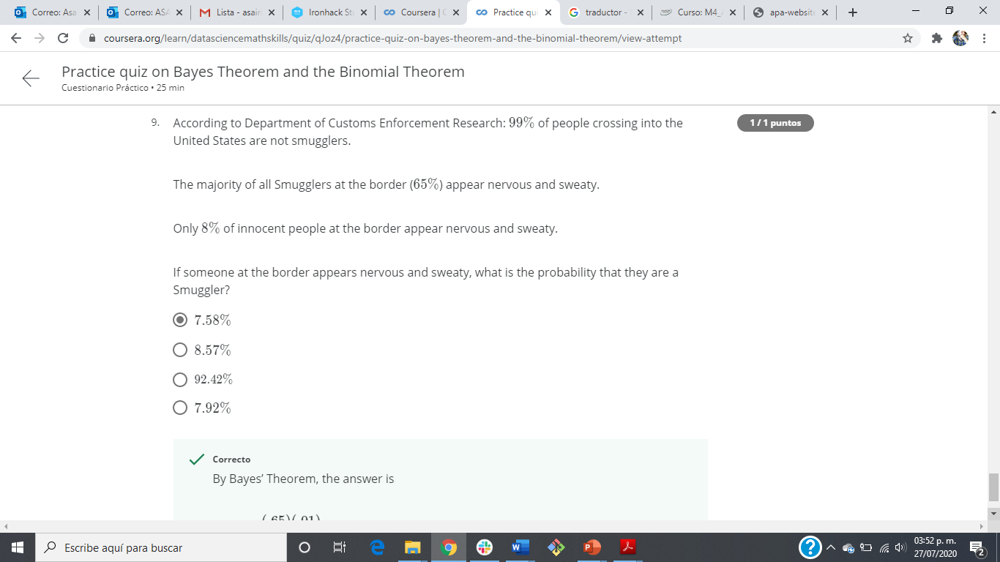 Correo: Asa
Correo: ASA
Lista - asain
Ironhack St
Coursera | C
Practice qu
traductor -
Curso: M4_
apa-website
coursera.org/learn/datasciencemathskills/quiz/qJoz4/practice-quiz-on-bayes-theorem-and-the-binomial-theorem/view-attempt
Practice quiz on Bayes Theorem and the Binomial Theorem
Cuestionario Práctico • 25 min
9. According to Department of Customs Enforcement Research: 99% of people crossing into the
United States are not smugglers.
1 / 1 puntos
The majority of all Smugglers at the border (65%) appear nervous and sweaty.
Only 8% of innocent people at the border appear nervous and sweaty.
If someone at the border appears nervous and sweaty, what is the probability that they are a
Smuggler?
7.58%
8.57%
92.42%
7.92%
Correcto
By Bayes' Theorem, the answer is
(.65)(.01)
Escribe aquí para buscar
03:52 p. m.
27/07/2020
2